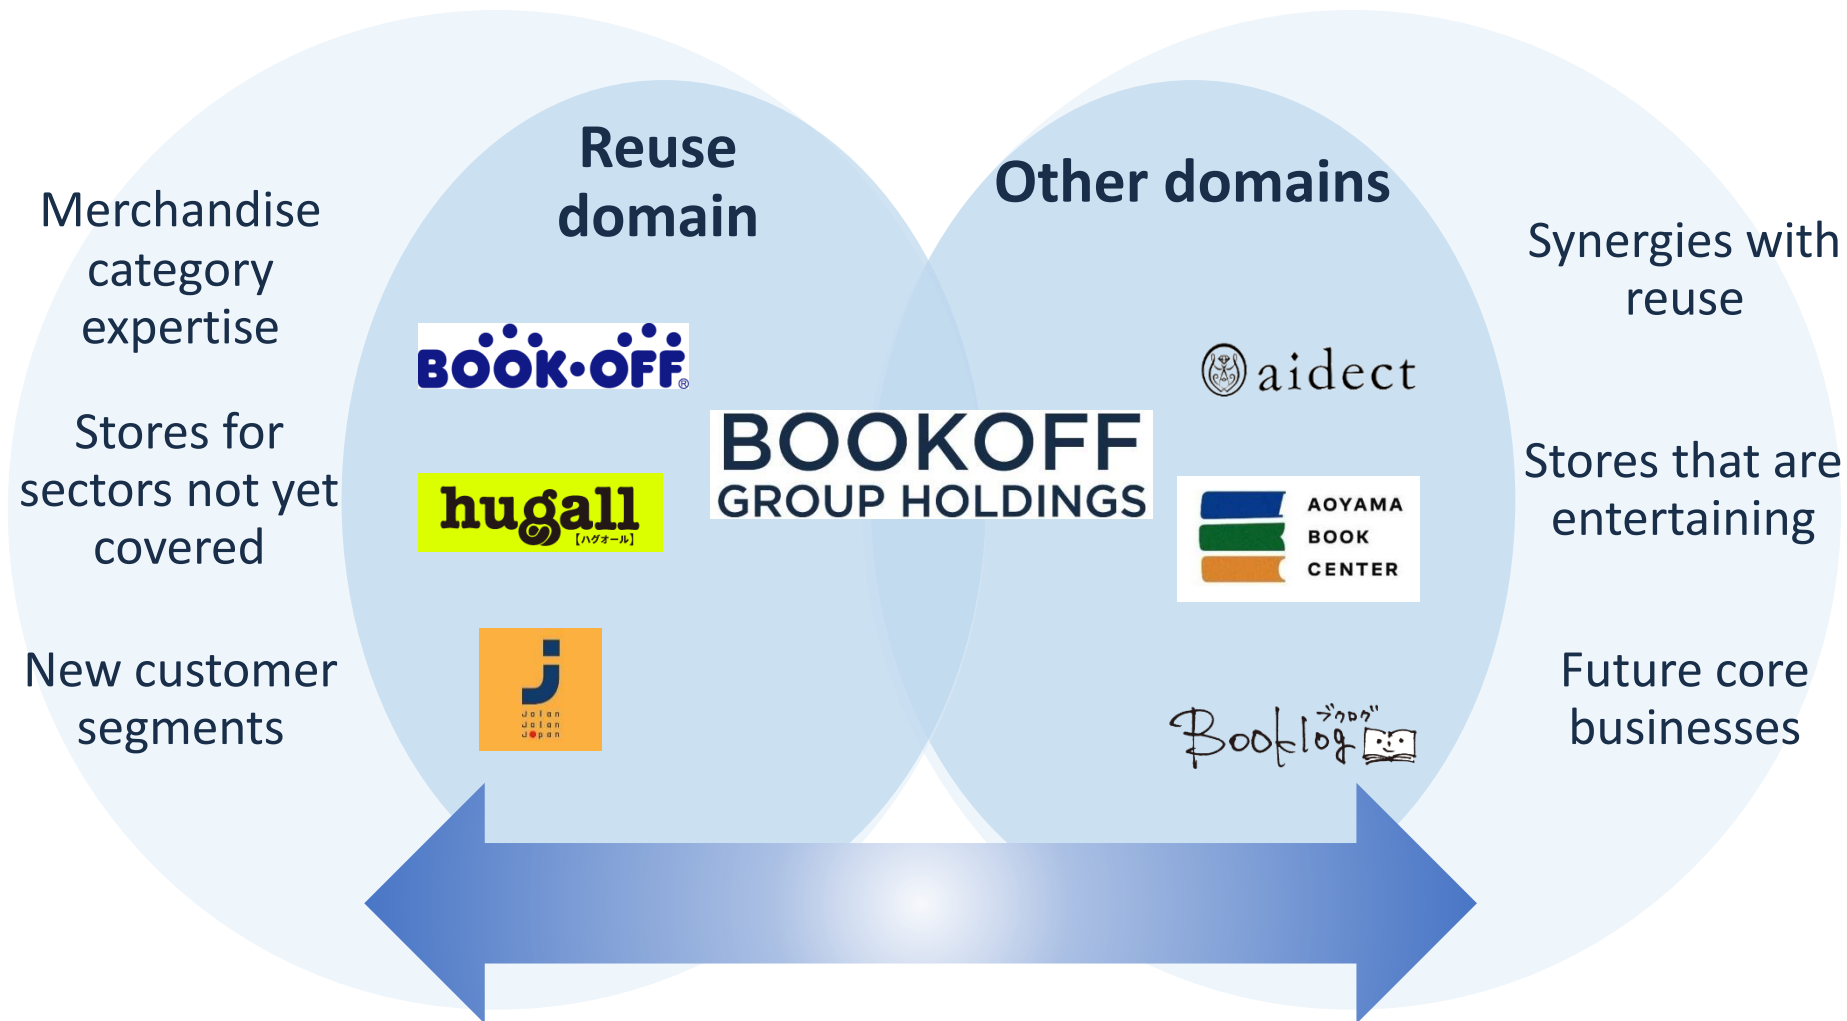 Reuse
domain
Other domains
Merchandise
category
expertise
Stores for
sectors not yet
covered
New customer
segments
BOOK•OFF®
hugall
【ハグオール】
J
Jalan
Jalan
Japan
BOOKOFF
GROUP HOLDINGS
aidect
AOYAMA
BOOK
CENTER
ブクログ
Booklog
Synergies with
reuse
Stores that are
entertaining
Future core
businesses